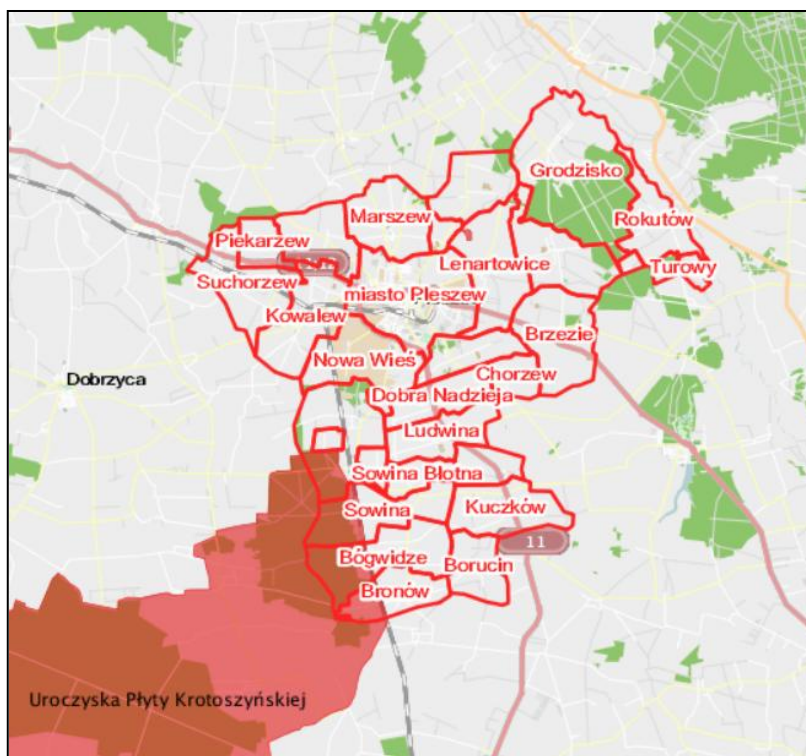 Grodzisko
Marszew
Rokutów
Piekarzew
Lenartowice
Turowy
Suchorzew
miasto Pleszew
Kowalew
Brzezie
Nowa Wieś
Chorzew
Dobrzyca
Dobra Nadzieja
Ludwina
Sowina Błotna
Sowina
Kuczków
11
Bógwidze
Borucin
Bronów
Uroczyska Płyty Krotoszyńskiej